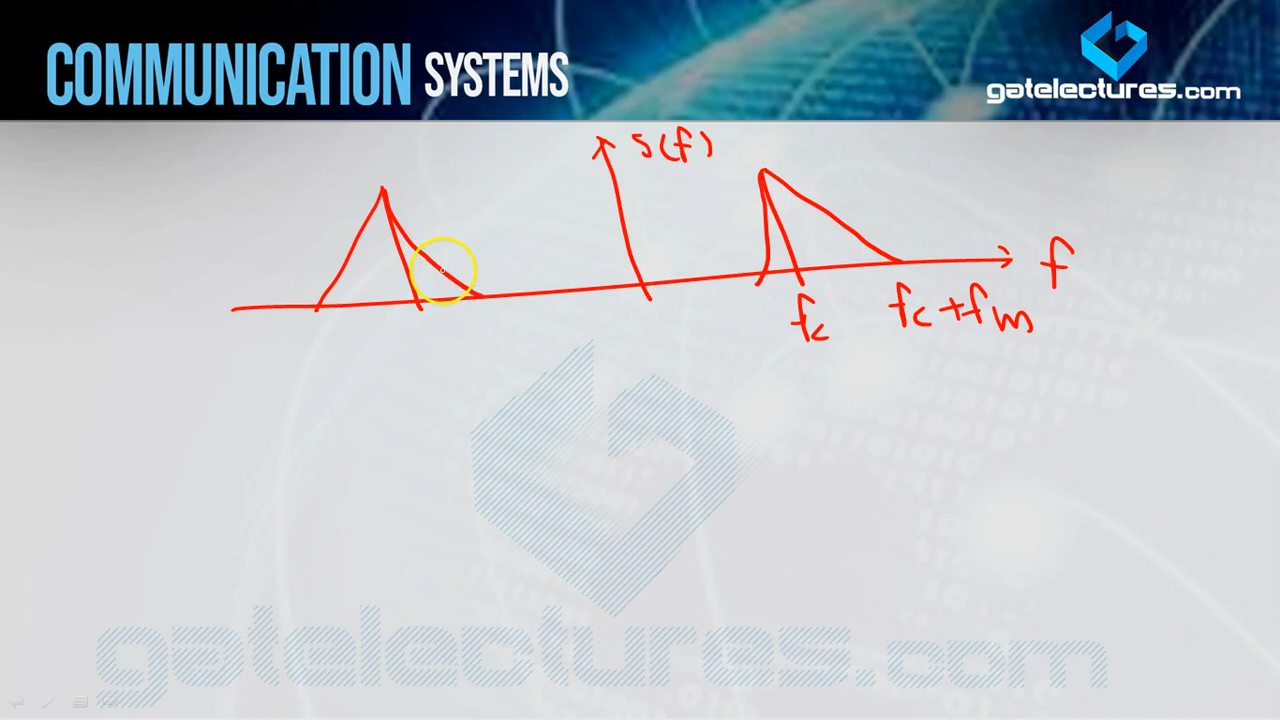 COMMUNICATION SYSTEMS
gatelectures.com
S(f)
f
fc
fc+fm
gatelectures.com